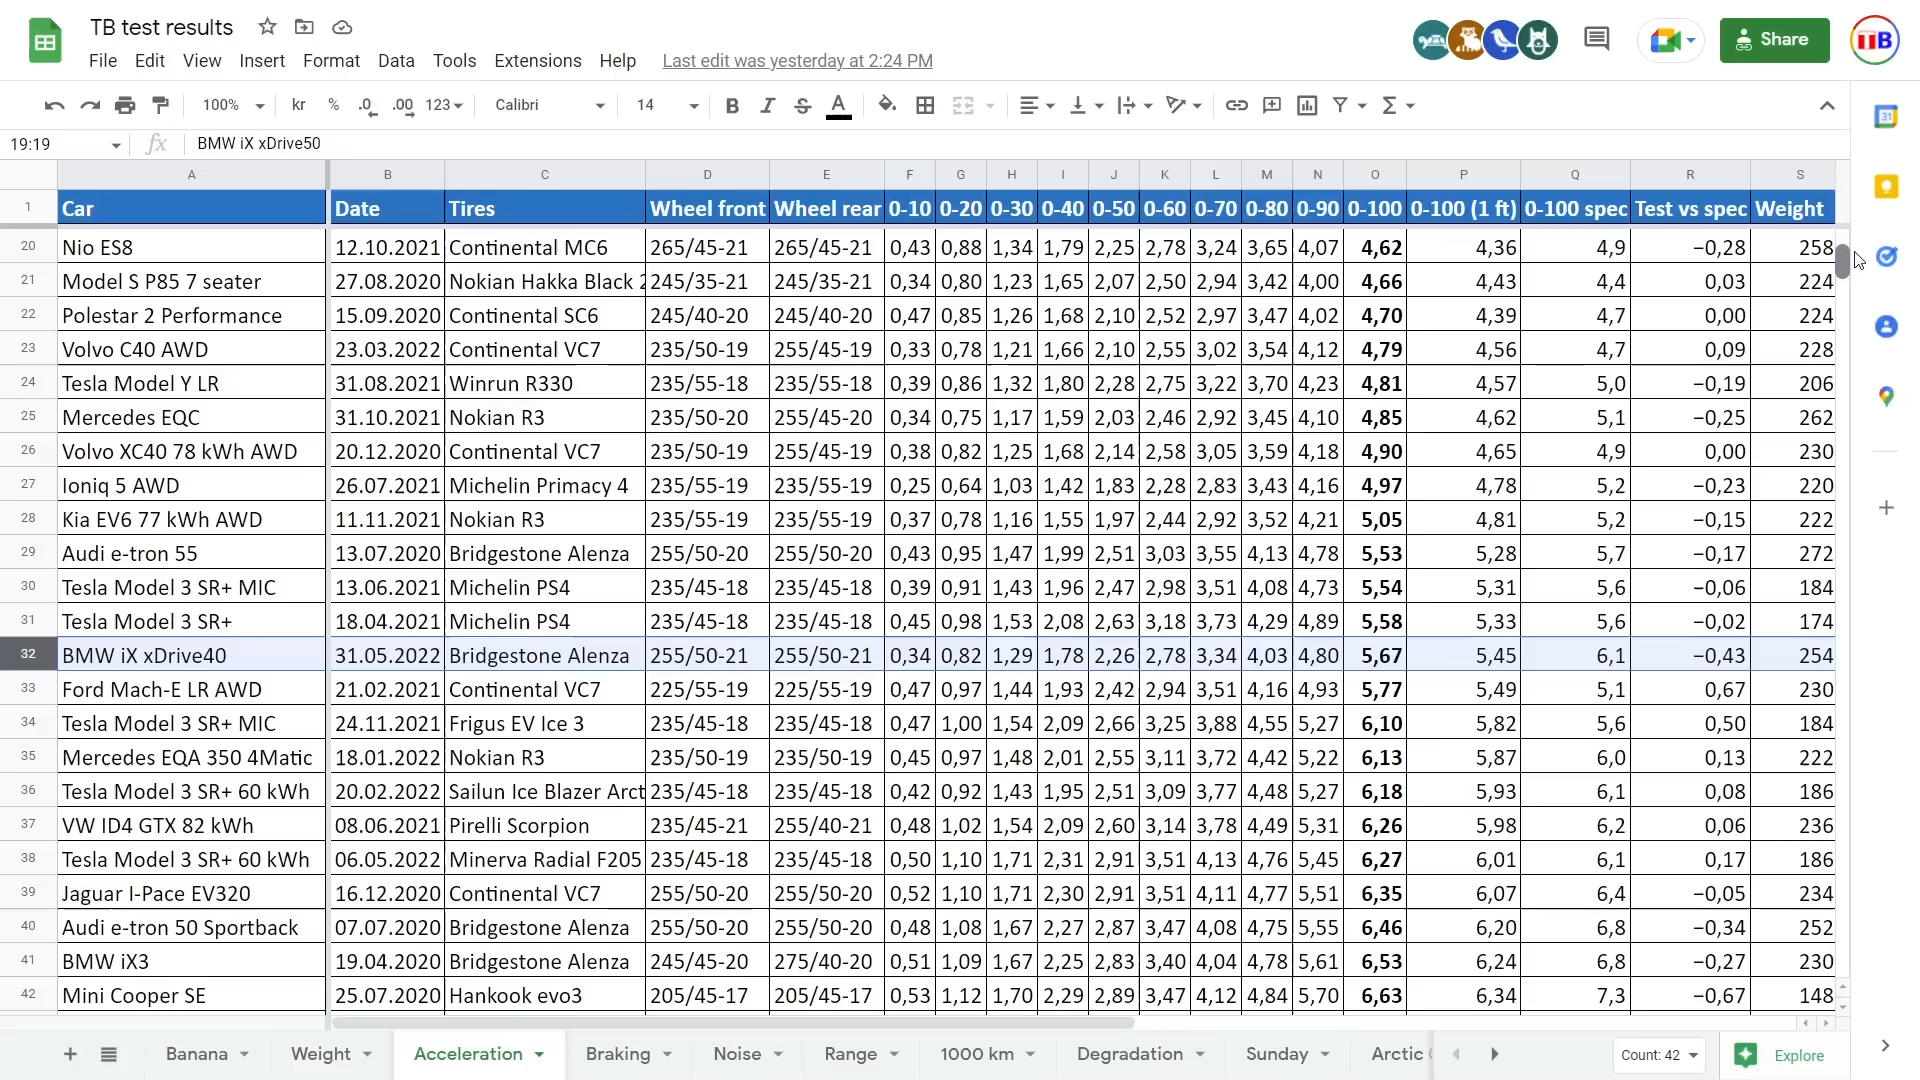 TB test results
File Edit View Insert Format Data Tools Extensions Help Last edit was yesterday at 2:24 PM
Share
TB
100% kr % .0 .00 123 Calibri 14 B I S A
31
19:19 fx BMW iX xDrive50
A B C D E F G H I J K L M N O P Q R S
1 Car Date Tires Wheel front Wheel rear 0-10 0-20 0-30 0-40 0-50 0-60 0-70 0-80 0-90 0-100 0-100 (1 ft) 0-100 spec Test vs spec Weight
20 Nio ES8 12.10.2021 Continental MC6 265/45-21 265/45-21 0,43 0,88 1,34 1,79 2,25 2,78 3,24 3,65 4,07 4,62 4,36 4,9 −0,28 258
21 Model S P85 7 seater 27.08.2020 Nokian Hakka Black 2 245/35-21 245/35-21 0,34 0,80 1,23 1,65 2,07 2,50 2,94 3,42 4,00 4,66 4,43 4,4 0,03 224
22 Polestar 2 Performance 15.09.2020 Continental SC6 245/40-20 245/40-20 0,47 0,85 1,26 1,68 2,10 2,52 2,97 3,47 4,02 4,70 4,39 4,7 0,00 224
23 Volvo C40 AWD 23.03.2022 Continental VC7 235/50-19 255/45-19 0,33 0,78 1,21 1,66 2,10 2,55 3,02 3,54 4,12 4,79 4,56 4,7 0,09 228
24 Tesla Model Y LR 31.08.2021 Winrun R330 235/55-18 235/55-18 0,39 0,86 1,32 1,80 2,28 2,75 3,22 3,70 4,23 4,81 4,57 5,0 −0,19 206
25 Mercedes EQC 31.10.2021 Nokian R3 235/50-20 255/45-20 0,34 0,75 1,17 1,59 2,03 2,46 2,92 3,45 4,10 4,85 4,62 5,1 −0,25 262
26 Volvo XC40 78 kWh AWD 20.12.2020 Continental VC7 235/50-19 255/45-19 0,38 0,82 1,25 1,68 2,14 2,58 3,05 3,59 4,18 4,90 4,65 4,9 0,00 230
27 Ioniq 5 AWD 26.07.2021 Michelin Primacy 4 235/55-19 235/55-19 0,25 0,64 1,03 1,42 1,83 2,28 2,83 3,43 4,16 4,97 4,78 5,2 −0,23 220
28 Kia EV6 77 kWh AWD 11.11.2021 Nokian R3 235/55-19 235/55-19 0,37 0,78 1,16 1,55 1,97 2,44 2,92 3,52 4,21 5,05 4,81 5,2 −0,15 222
29 Audi e-tron 55 13.07.2020 Bridgestone Alenza 255/50-20 255/50-20 0,43 0,95 1,47 1,99 2,51 3,03 3,55 4,13 4,78 5,53 5,28 5,7 −0,17 272
30 Tesla Model 3 SR+ MIC 13.06.2021 Michelin PS4 235/45-18 235/45-18 0,39 0,91 1,43 1,96 2,47 2,98 3,51 4,08 4,73 5,54 5,31 5,6 −0,06 184
31 Tesla Model 3 SR+ 18.04.2021 Michelin PS4 235/45-18 235/45-18 0,45 0,98 1,53 2,08 2,63 3,18 3,73 4,29 4,89 5,58 5,33 5,6 −0,02 174
32 BMW iX xDrive40 31.05.2022 Bridgestone Alenza 255/50-21 255/50-21 0,34 0,82 1,29 1,78 2,26 2,78 3,34 4,03 4,80 5,67 5,45 6,1 −0,43 254
33 Ford Mach-E LR AWD 21.02.2021 Continental VC7 225/55-19 225/55-19 0,47 0,97 1,44 1,93 2,42 2,94 3,51 4,16 4,93 5,77 5,49 5,1 0,67 230
34 Tesla Model 3 SR+ MIC 24.11.2021 Frigus EV Ice 3 235/45-18 235/45-18 0,47 1,00 1,54 2,09 2,66 3,25 3,88 4,55 5,27 6,10 5,82 5,6 0,50 184
35 Mercedes EQA 350 4Matic 18.01.2022 Nokian R3 235/50-19 235/50-19 0,45 0,97 1,48 2,01 2,55 3,11 3,72 4,42 5,22 6,13 5,87 6,0 0,13 222
36 Tesla Model 3 SR+ 60 kWh 20.02.2022 Sailun Ice Blazer Arct 235/45-18 235/45-18 0,42 0,92 1,43 1,95 2,51 3,09 3,77 4,48 5,27 6,18 5,93 6,1 0,08 186
37 VW ID4 GTX 82 kWh 08.06.2021 Pirelli Scorpion 235/45-21 255/40-21 0,48 1,02 1,54 2,09 2,60 3,14 3,78 4,49 5,31 6,26 5,98 6,2 0,06 236
38 Tesla Model 3 SR+ 60 kWh 06.05.2022 Minerva Radial F205 235/45-18 235/45-18 0,50 1,10 1,71 2,31 2,91 3,51 4,13 4,76 5,45 6,27 6,01 6,1 0,17 186
39 Jaguar I-Pace EV320 16.12.2020 Continental VC7 255/50-20 255/50-20 0,52 1,10 1,71 2,30 2,91 3,51 4,11 4,77 5,51 6,35 6,07 6,4 −0,05 234
40 Audi e-tron 50 Sportback 07.07.2020 Bridgestone Alenza 255/50-20 255/50-20 0,48 1,08 1,67 2,27 2,87 3,47 4,08 4,75 5,55 6,46 6,20 6,8 −0,34 252
41 BMW iX3 19.04.2020 Bridgestone Alenza 245/45-20 275/40-20 0,51 1,09 1,67 2,25 2,83 3,40 4,04 4,78 5,61 6,53 6,24 6,8 −0,27 230
42 Mini Cooper SE 25.07.2020 Hankook evo3 205/45-17 205/45-17 0,53 1,12 1,70 2,29 2,89 3,47 4,12 4,84 5,70 6,63 6,34 7,3 −0,67 148
Banana Weight Acceleration Braking Noise Range 1000 km Degradation Sunday Arctic Count: 42 Explore